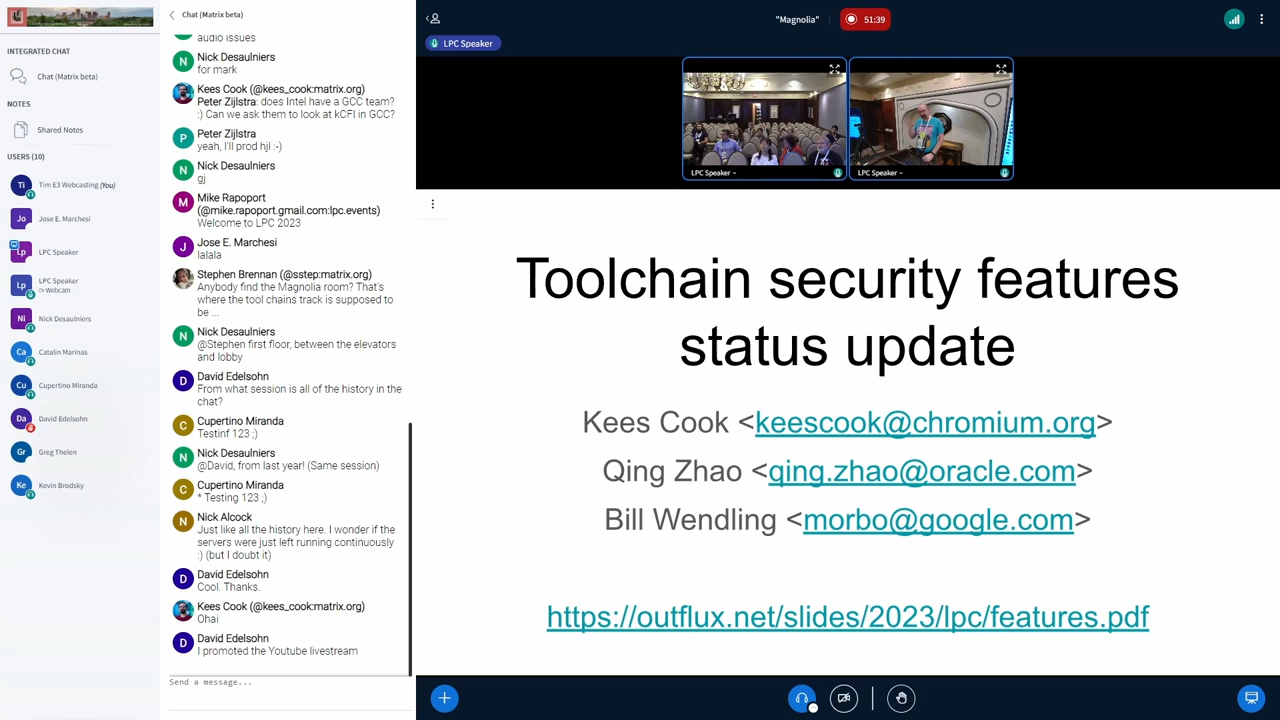 INTEGRATED CHAT
Chat (Matrix beta)
NOTES
Shared Notes
USERS (10)
Ti
Tim E3 Webcasting (You)
Jo
Jose E. Marchesi
Lp
LPC Speaker
Lp
LPC Speaker
Webcam
Ni
Nick Desaulniers
Ca
Catalin Marinas
Cu
Cupertino Miranda
Da
David Edelsohn
Gr
Greg Thelen
Ke
Kevin Brodsky
Chat (Matrix beta)
audio issues
N
Nick Desaulniers
for mark
Kees Cook (@kees_cook:matrix.org)
Peter Zijlstra: does Intel have a GCC team?
:) Can we ask them to look at kCFI in GCC?
P
Peter Zijlstra
yeah, I'll prod hjl :-)
N
Nick Desaulniers
gj
M
Mike Rapoport
(@mike.rapoport.gmail.com:lpc.events)
Welcome to LPC 2023
J
Jose E. Marchesi
lalala
Stephen Brennan (@sstep:matrix.org)
Anybody find the Magnolia room? That's
where the tool chains track is supposed to
be ...
N
Nick Desaulniers
@Stephen first floor, between the elevators
and lobby
D
David Edelsohn
From what session is all of the history in the
chat?
C
Cupertino Miranda
Testinf 123 ;)
N
Nick Desaulniers
@David, from last year! (Same session)
C
Cupertino Miranda
* Testing 123 ;)
N
Nick Alcock
Just like all the history here. I wonder if the
servers were just left running continuously
:) (but I doubt it)
D
David Edelsohn
Cool. Thanks.
Kees Cook (@kees_cook:matrix.org)
Ohai
D
David Edelsohn
I promoted the Youtube livestream
Send a message...
"Magnolia"
51:39
LPC Speaker
LPC Speaker
LPC Speaker
Toolchain security features
status update
Kees Cook <keescook@chromium.org>
Qing Zhao <qing.zhao@oracle.com>
Bill Wendling <morbo@google.com>
https://outflux.net/slides/2023/lpc/features.pdf